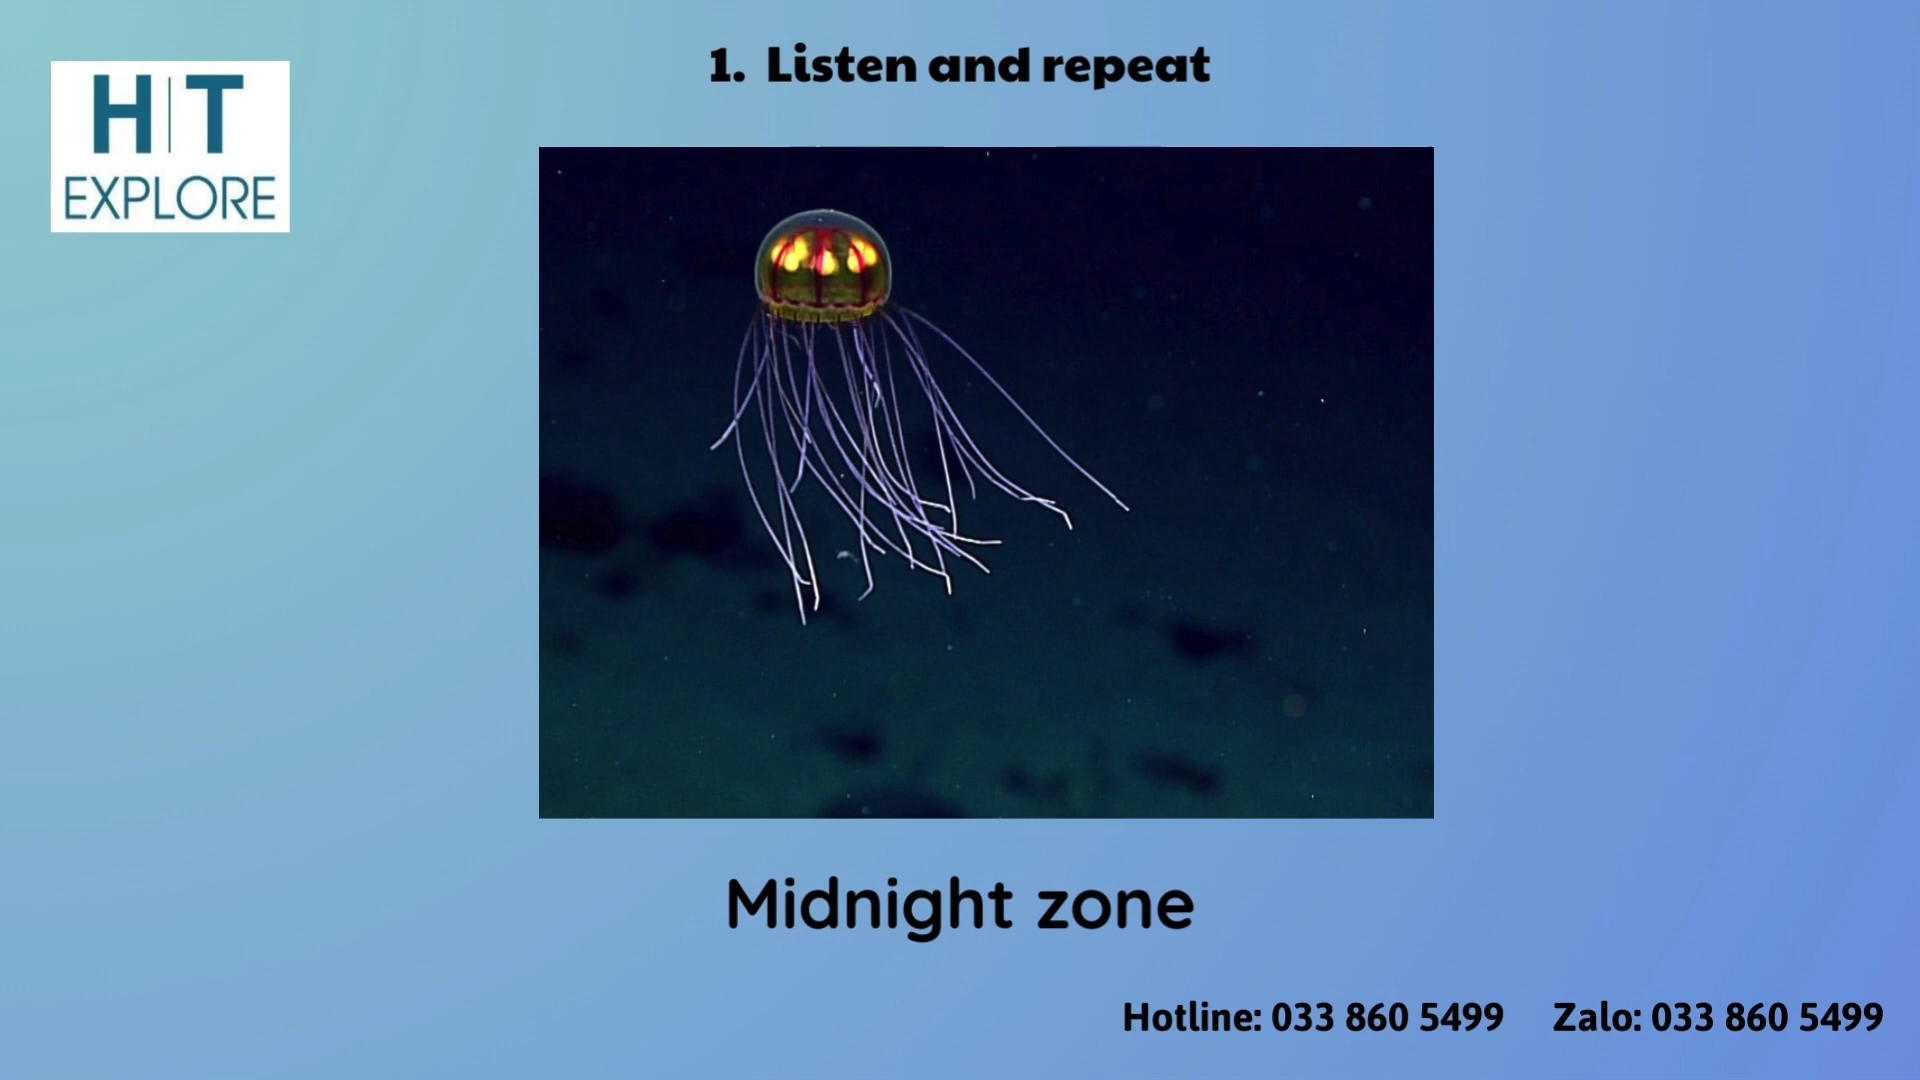 1. Listen and repeat
H|T
EXPLORE
Midnight zone
Hotline: 033 860 5499 Zalo: 033 860 5499